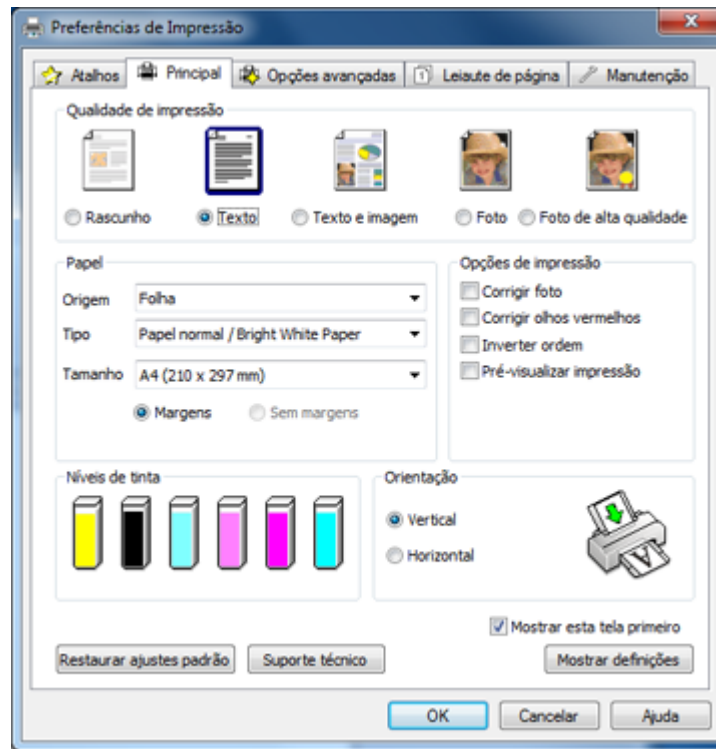 Preferências de Impressão
Atalhos Principal Opções avançadas 1 Leiaute de página Manutenção
Qualidade de impressão
Rascunho Texto Texto e imagem Foto Foto de alta qualidade
Papel
Origem Folha
Tipo Papel normal / Bright White Paper
Tamanho A4 (210 x 297 mm)
Margens Sem margens
Opções de impressão
Corrigir foto
Corrigir olhos vermelhos
Inverter ordem
Pré-visualizar impressão
Níveis de tinta
Orientação
Vertical
Horizontal
A
Mostrar esta tela primeiro
Restaurar ajustes padrão Suporte técnico Mostrar definições
OK Cancelar Ajuda